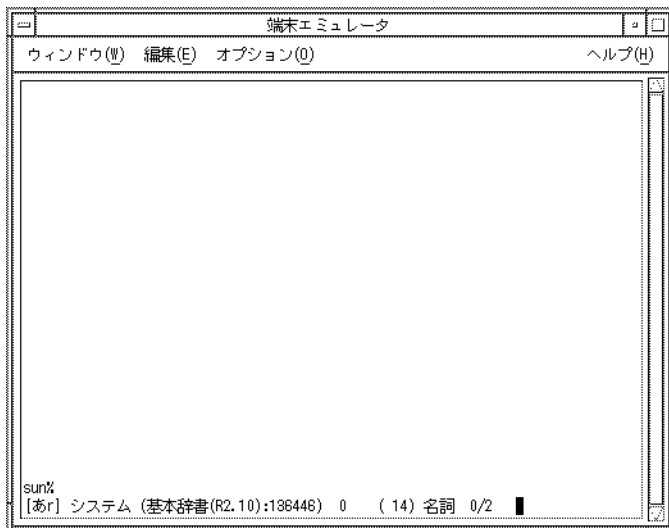 端末エミュレータ
ウィンドウ(W) 編集(E) オプション(O) ヘルプ(H)
sun%
[あr] システム (基本辞書(R2.10):136446) 0 ( 14) 名詞 0/2